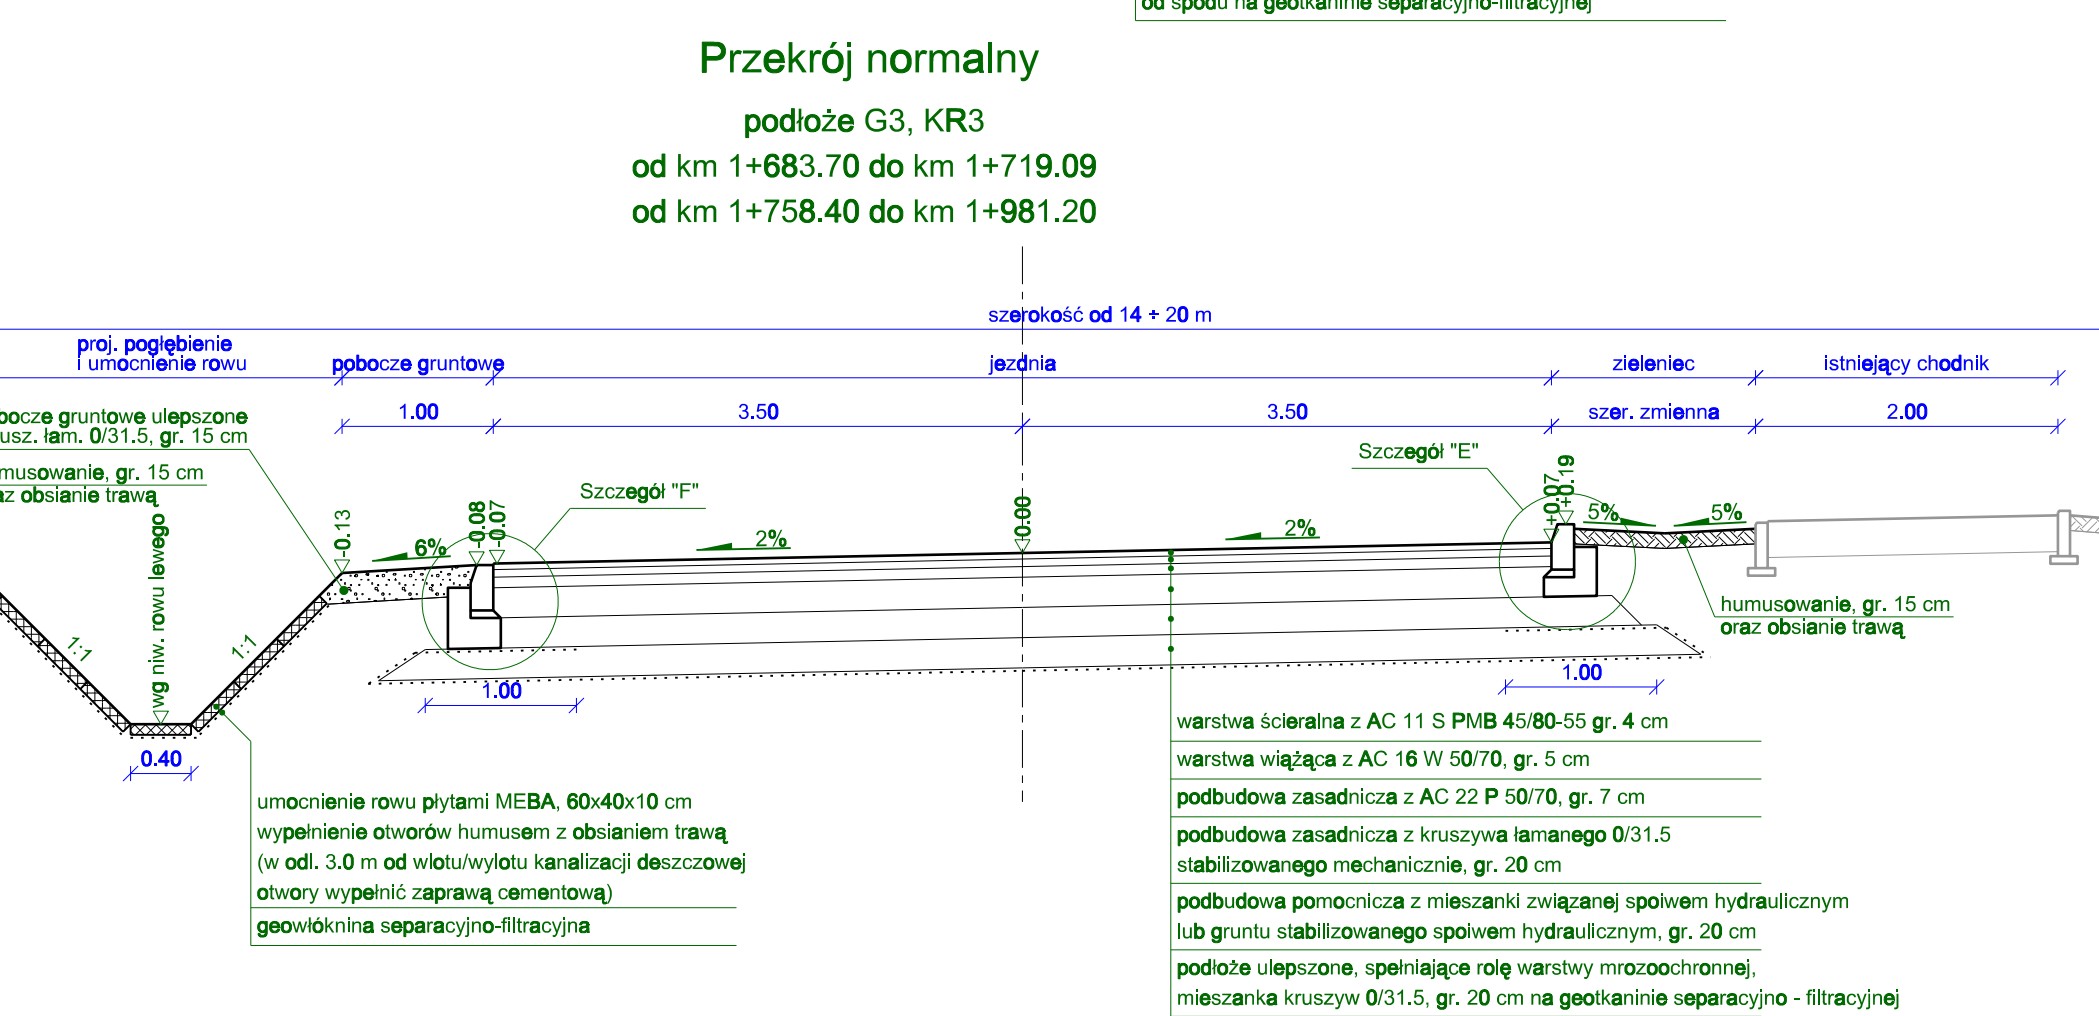 od spodu na geotkaninie separacyjno-filtracyjnej
Przekrój normalny
podłoże G3, KR3
od km 1+683.70 do km 1+719.09
od km 1+758.40 do km 1+981.20
szerokość od 14 ÷ 20 m
proj. pogłębienie
i umocnienie rowu
pobocze gruntowe
jezdnia
zieleniec
istniejący chodnik
1.00
3.50
3.50
szer. zmienna
2.00
gruntowe ulepszone
łam. 0/31.5, gr. 15 cm
gr. 15 cm
obsianie trawą
wg niw. rowu lewego
-0.13
6%
-0.08
-0.07
Szczegół "F"
2%
+0.00
2%
Szczegół "E"
+0.07
+0.19
5%
5%
humusowanie, gr. 15 cm
oraz obsianie trawą
1:1
1:1
0.40
1.00
1.00
umocnienie rowu płytami MEBA, 60x40x10 cm
wypełnienie otworów humusem z obsianiem trawą
(w odl. 3.0 m od wlotu/wylotu kanalizacji deszczowej
otwory wypełnić zaprawą cementową)
geowłóknina separacyjno-filtracyjna
warstwa ścieralna z AC 11 S PMB 45/80-55 gr. 4 cm
warstwa wiążąca z AC 16 W 50/70, gr. 5 cm
podbudowa zasadnicza z AC 22 P 50/70, gr. 7 cm
podbudowa zasadnicza z kruszywa łamanego 0/31.5
stabilizowanego mechanicznie, gr. 20 cm
podbudowa pomocnicza z mieszanki związanej spoiwem hydraulicznym
lub gruntu stabilizowanego spoiwem hydraulicznym, gr. 20 cm
podłoże ulepszone, spełniające rolę warstwy mrozoochronnej,
mieszanka kruszyw 0/31.5, gr. 20 cm na geotkaninie separacyjno - filtracyjnej